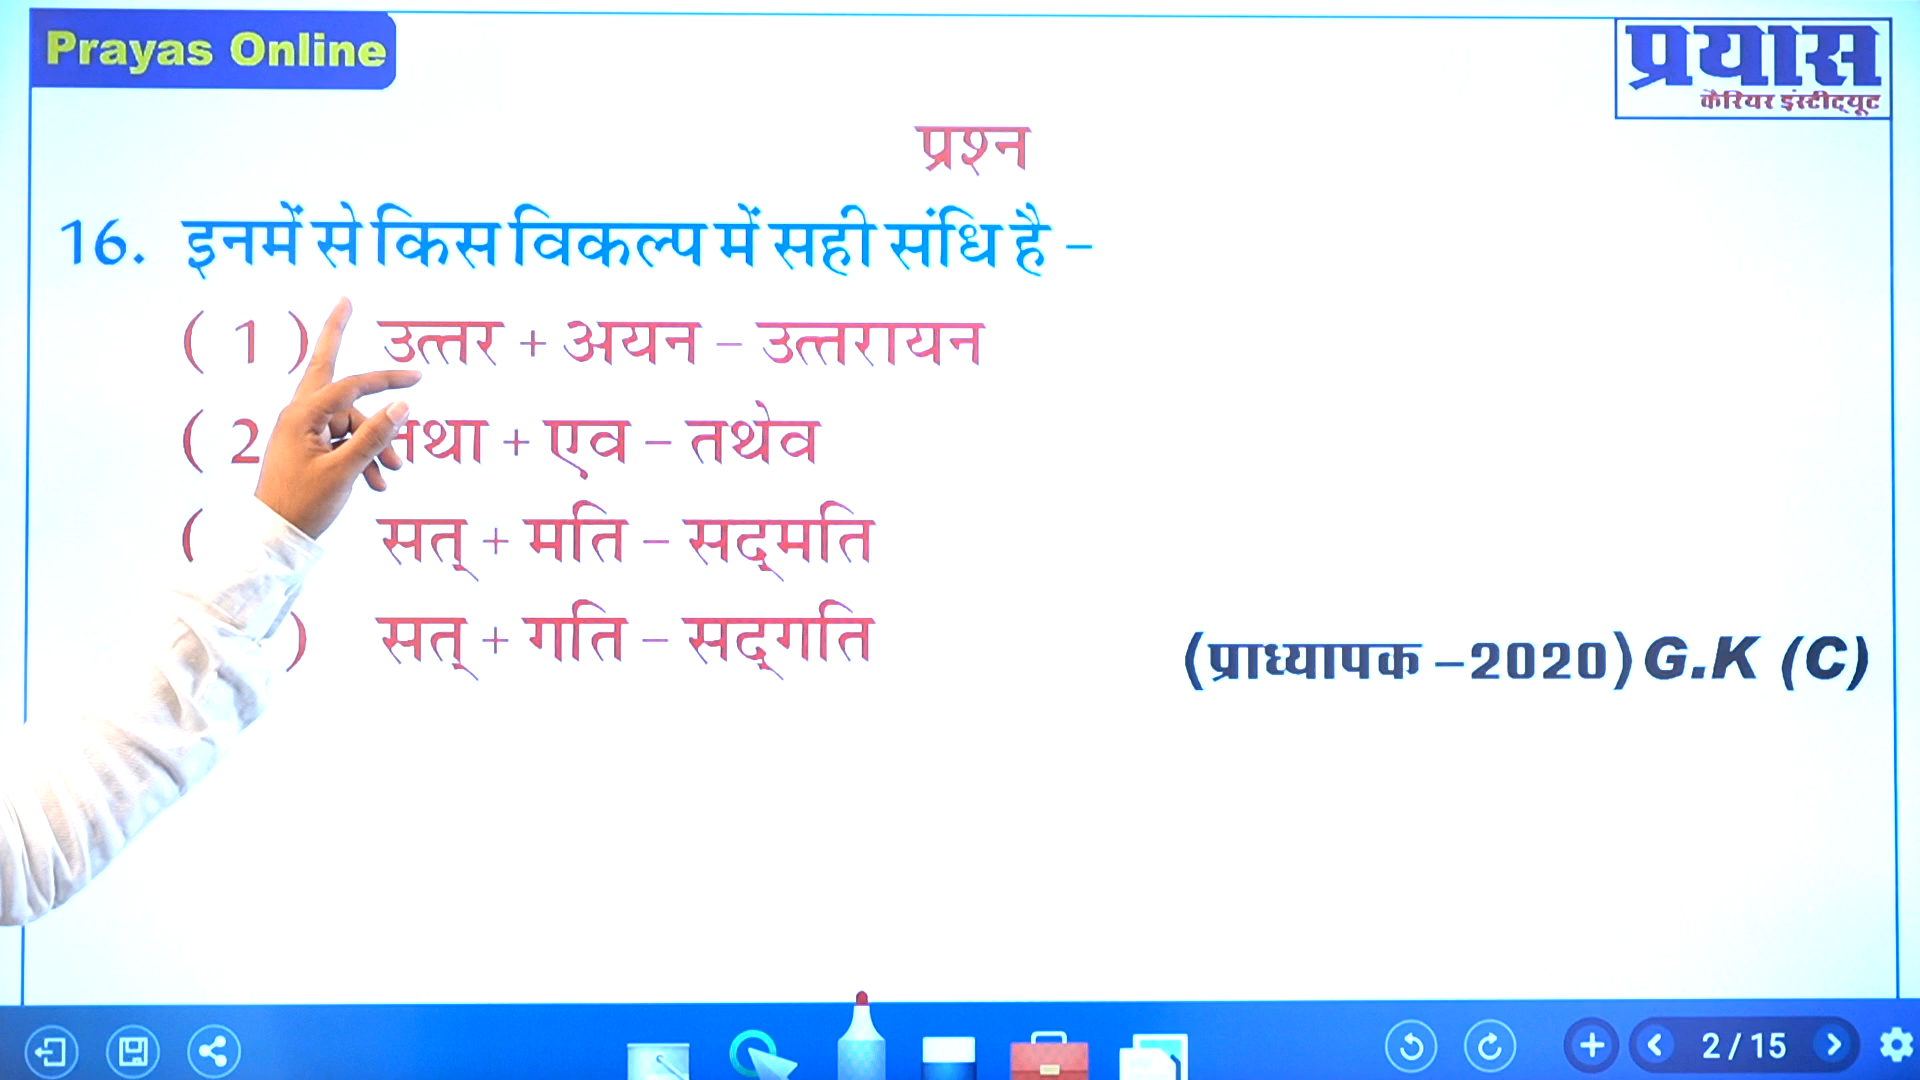 Prayas Online
प्रयास
कैरियर इंस्टीट्यूट
प्रश्न
16. इनमें से किस विकल्प में सही संधि है –
( 1 ) उत्तर + अयन – उत्तरायन
( 2 तथा + एव – तथेव
( सत् + मति – सद्मति
) सत् + गति – सद्गति
(प्राध्यापक –2020) G.K (C)
2 / 15